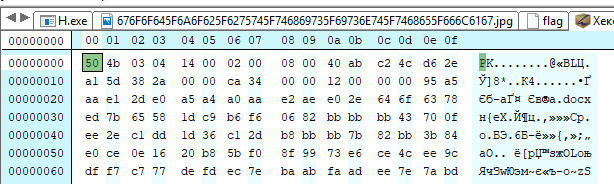 H.exe 676F6F645F6A6F625F6275745F746869735F69736E745F7468655F666C6167.jpg flag Хекс
00000000 00 01 02 03 04 05 06 07 08 09 0a 0b 0c 0d 0e 0f
00000000 50 4b 03 04 14 00 02 00 08 00 40 ab c2 4c d6 2e PK........@«ВLЦ.
00000010 a1 5d 38 2a 00 00 ca 34 00 00 12 00 00 00 95 a5 Ў]8*..К4......•Ґ
00000020 aa e1 2d e0 a5 a4 a0 aa e2 ae e0 2e 64 6f 63 78 Єб-аҐ¤ Єв®а.docx
00000030 ed 7b 65 58 1d c9 b6 f6 06 82 bb bb bb 43 70 0f н{eX.Й¶ц.‚»»»Cp.
00000040 ee 2e c1 dd 1d 36 c1 2d b8 bb bb 7b 82 bb 3b 84 о.БЭ.6Б-ё»»{‚»;„
00000050 e0 ce 0e 16 20 b8 5b f0 8f 99 73 e6 ce 4c ee 9c аО.. ё[рЏ™sжОLоњ
00000060 df f7 c7 77 de fd ec 7e ba ab fa ad ee 7e 7a bd ЯчЗwЮэм~є«ъ-о~zЅ